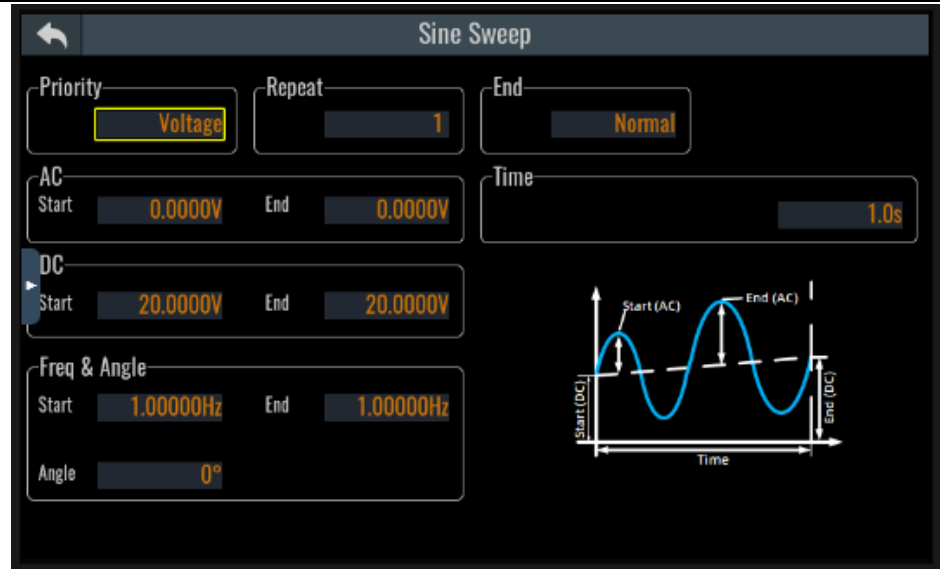 Sine Sweep
Priority
Voltage
Repeat
1
End
Normal
AC
Start 0.0000V End 0.0000V
Time
1.0s
DC
Start 20.0000V End 20.0000V
Freq & Angle
Start 1.00000Hz End 1.00000Hz
Angle 0°
Start (AC)
End (AC)
Start (DC)
End (DC)
Time